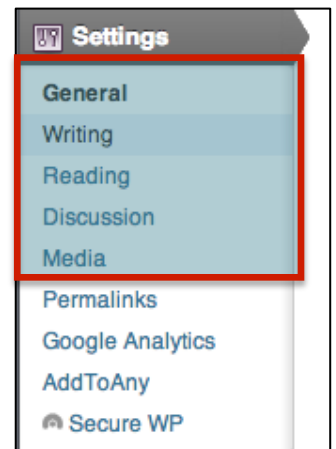 Settings
General
Writing
Reading
Discussion
Media
Permalinks
Google Analytics
AddToAny
Secure WP